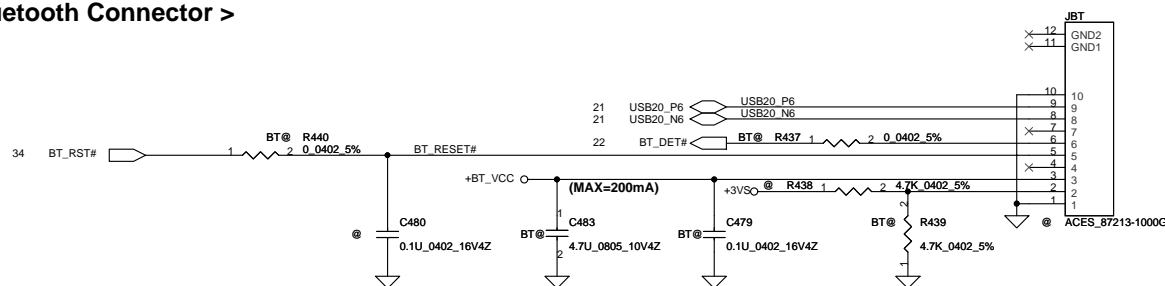 uetooth Connector >
JBT
12 GND2
11 GND1
10 10
21 USB20_P6 USB20_P6 9 9
21 USB20_N6 USB20_N6 8 8
7 7
22 BT_DET# BT@ R437 1 2 0_0402_5% 6 6
34 BT_RST# BT@ R440 1 2 0_0402_5% BT_RESET# 5 5
4 4
+BT_VCC (MAX=200mA) 3 3
+3VS @ R438 1 2 4.7K_0402_5% 2 2
1 1
@ ACES_87213-1000G
@ C480 0.1U_0402_16V4Z
BT@ 1 2 C483 4.7U_0805_10V4Z
BT@ C479 0.1U_0402_16V4Z
BT@ 2 1 R439 4.7K_0402_5%